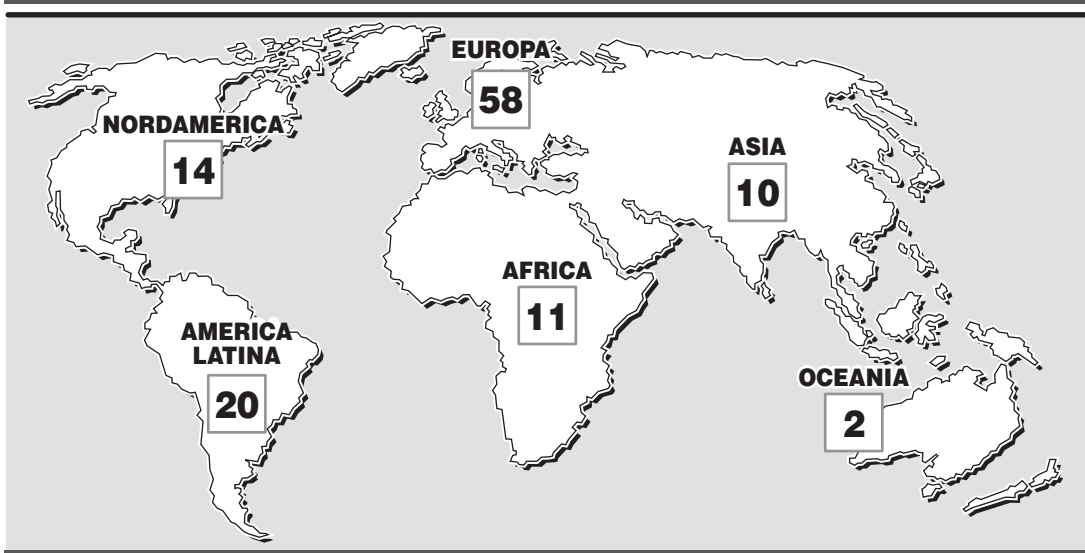 EUROPA
58
NORDAMERICA
14
ASIA
10
AFRICA
11
AMERICA
LATINA
20
OCEANIA
2